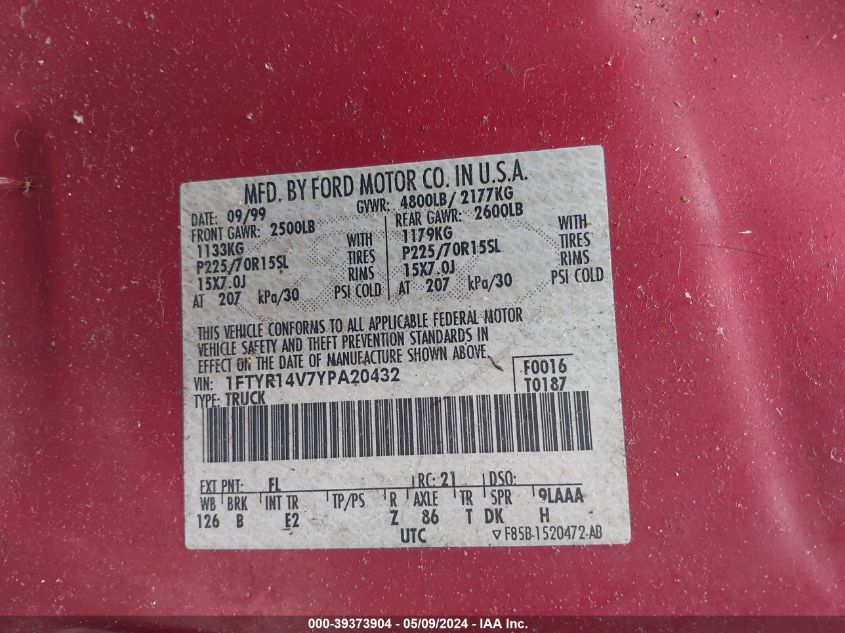 MFD. BY FORD MOTOR CO. IN U.S.A.
DATE: 09/99 GVWR: 4800LB/ 2177KG
FRONT GAWR: 2500LB REAR GAWR: 2600LB
1133KG WITH 1179KG WITH
P225/70R15SL TIRES P225/70R15SL TIRES
15X7.0J RIMS 15X7.0J RIMS
AT 207 kPa/30 PSI COLD AT 207 kPa/30 PSI COLD
THIS VEHICLE CONFORMS TO ALL APPLICABLE FEDERAL MOTOR
VEHICLE SAFETY AND THEFT PREVENTION STANDARDS IN
EFFECT ON THE DATE OF MANUFACTURE SHOWN ABOVE.
VIN: 1FTYR14V7YPA20432 F0016
TYPE: TRUCK T0187
EXT PNT: FL RC: 21 DSO:
WB BRK INT TR TP/PS R AXLE TR SPR 9LAAA
126 B E2 Z 86 T DK H
UTC ▽ F85B-1520472-AB
000-39373904 - 05/09/2024 - IAA Inc.